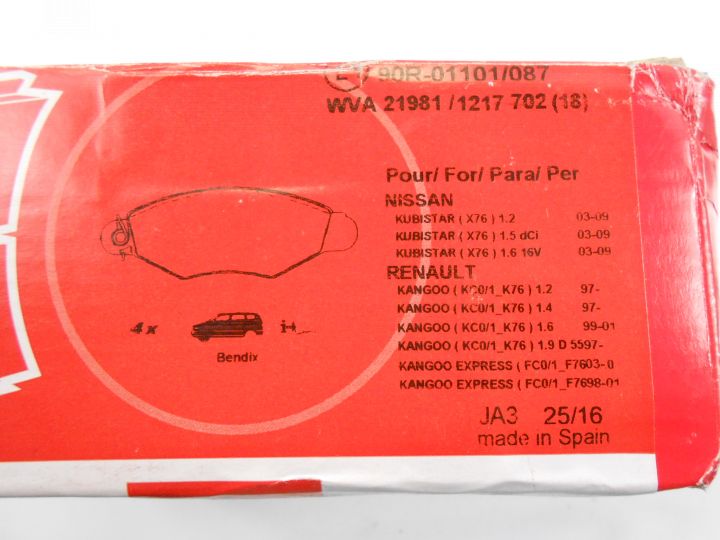 90R-01101/087
WVA 21981 /1217 702 (18)
Pour/ For/ Para/ Per
NISSAN
KUBISTAR ( X76 ) 1.2 03-09
KUBISTAR ( X76 ) 1.5 dCi 03-09
KUBISTAR ( X76 ) 1.6 16V 03-09
RENAULT
KANGOO ( KC0/1_K76 ) 1.2 97-
KANGOO ( KC0/1_K76 ) 1.4 97-
KANGOO ( KC0/1_K76 ) 1.6 99-01
KANGOO ( KC0/1_K76 ) 1.9 D 5597-
KANGOO EXPRESS ( FC0/1_F7603-0
KANGOO EXPRESS ( FC0/1_F7698-01
4x
Bendix
JA3 25/16
made in Spain